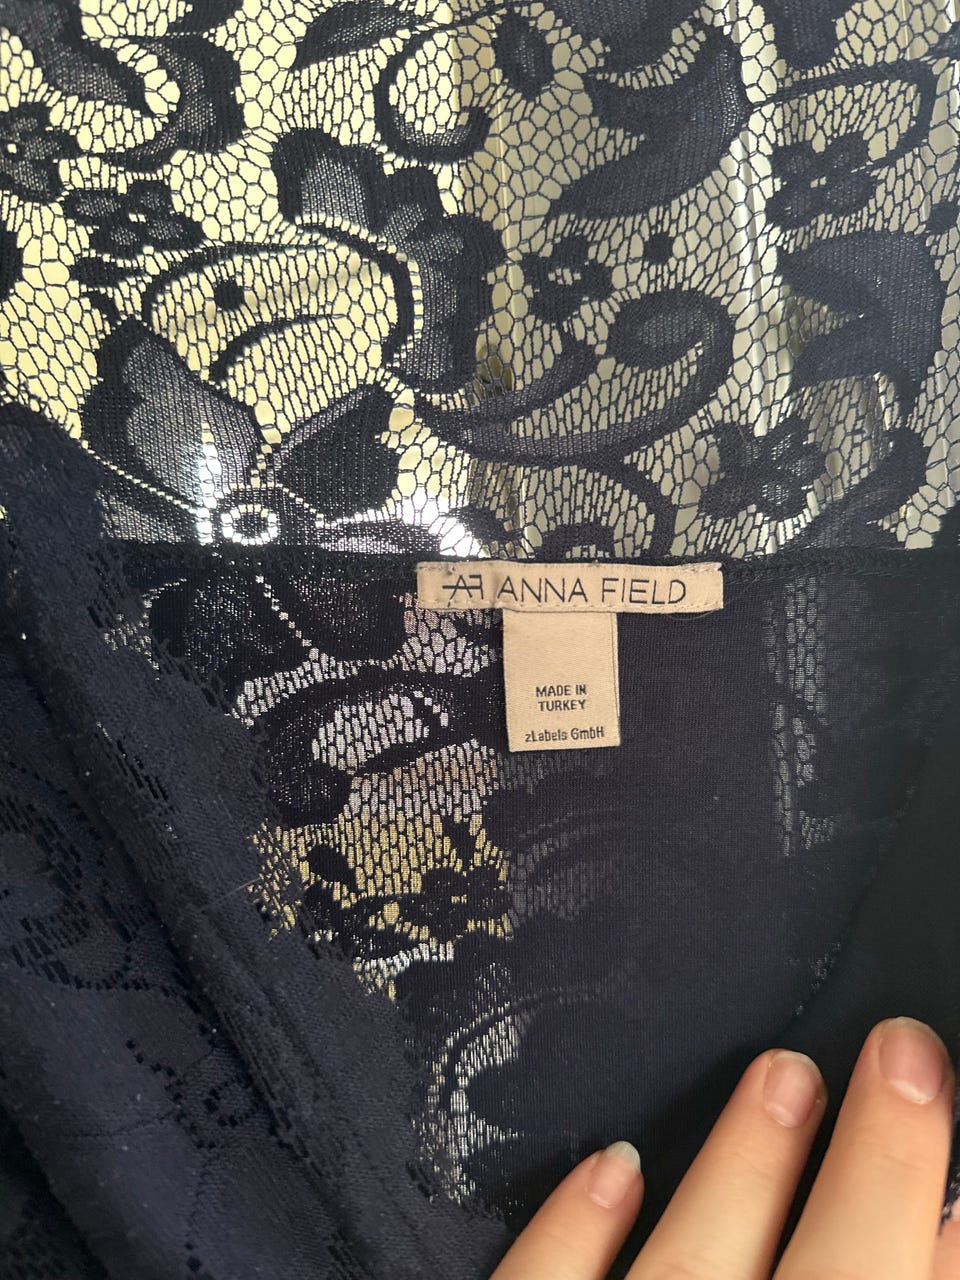 AF ANNA FIELD
MADE IN
TURKEY
zLabels GmbH